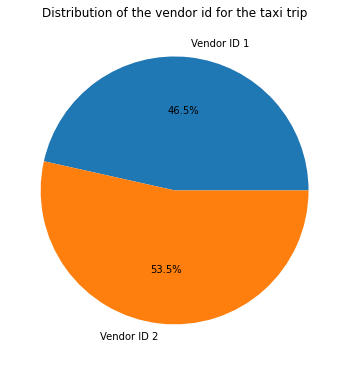 Distribution of the vendor id for the taxi trip
Vendor ID 1
46.5%
53.5%
Vendor ID 2